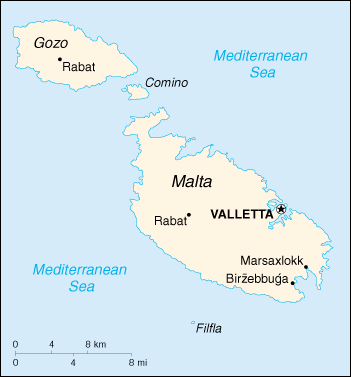 Gozo
Rabat
Mediterranean
Sea
Comino
Malta
Rabat
VALLETTA
Marsaxlokk
Biržebbuġa
Mediterranean
Sea
Filfla
0 4 8 km
0 4 8 mi